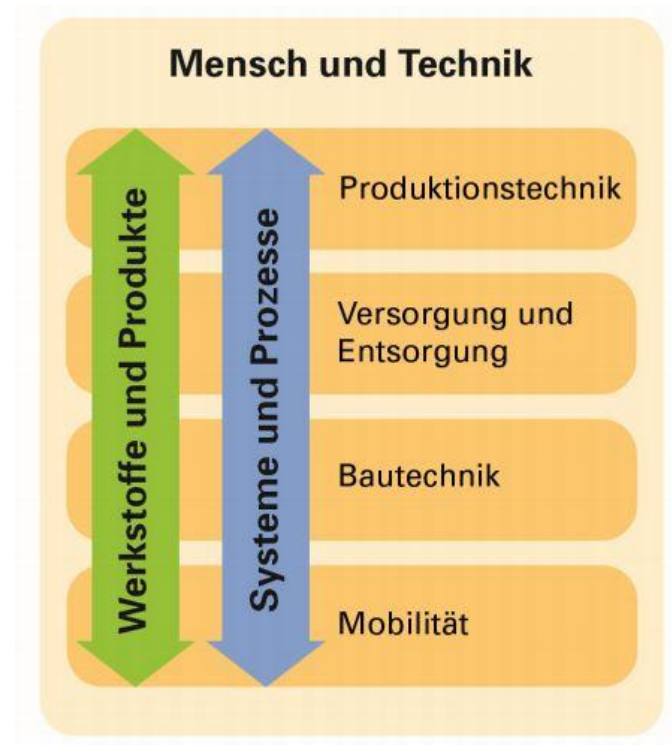 Mensch und Technik
Werkstoffe und Produkte
Systeme und Prozesse
Produktionstechnik
Versorgung und
Entsorgung
Bautechnik
Mobilität